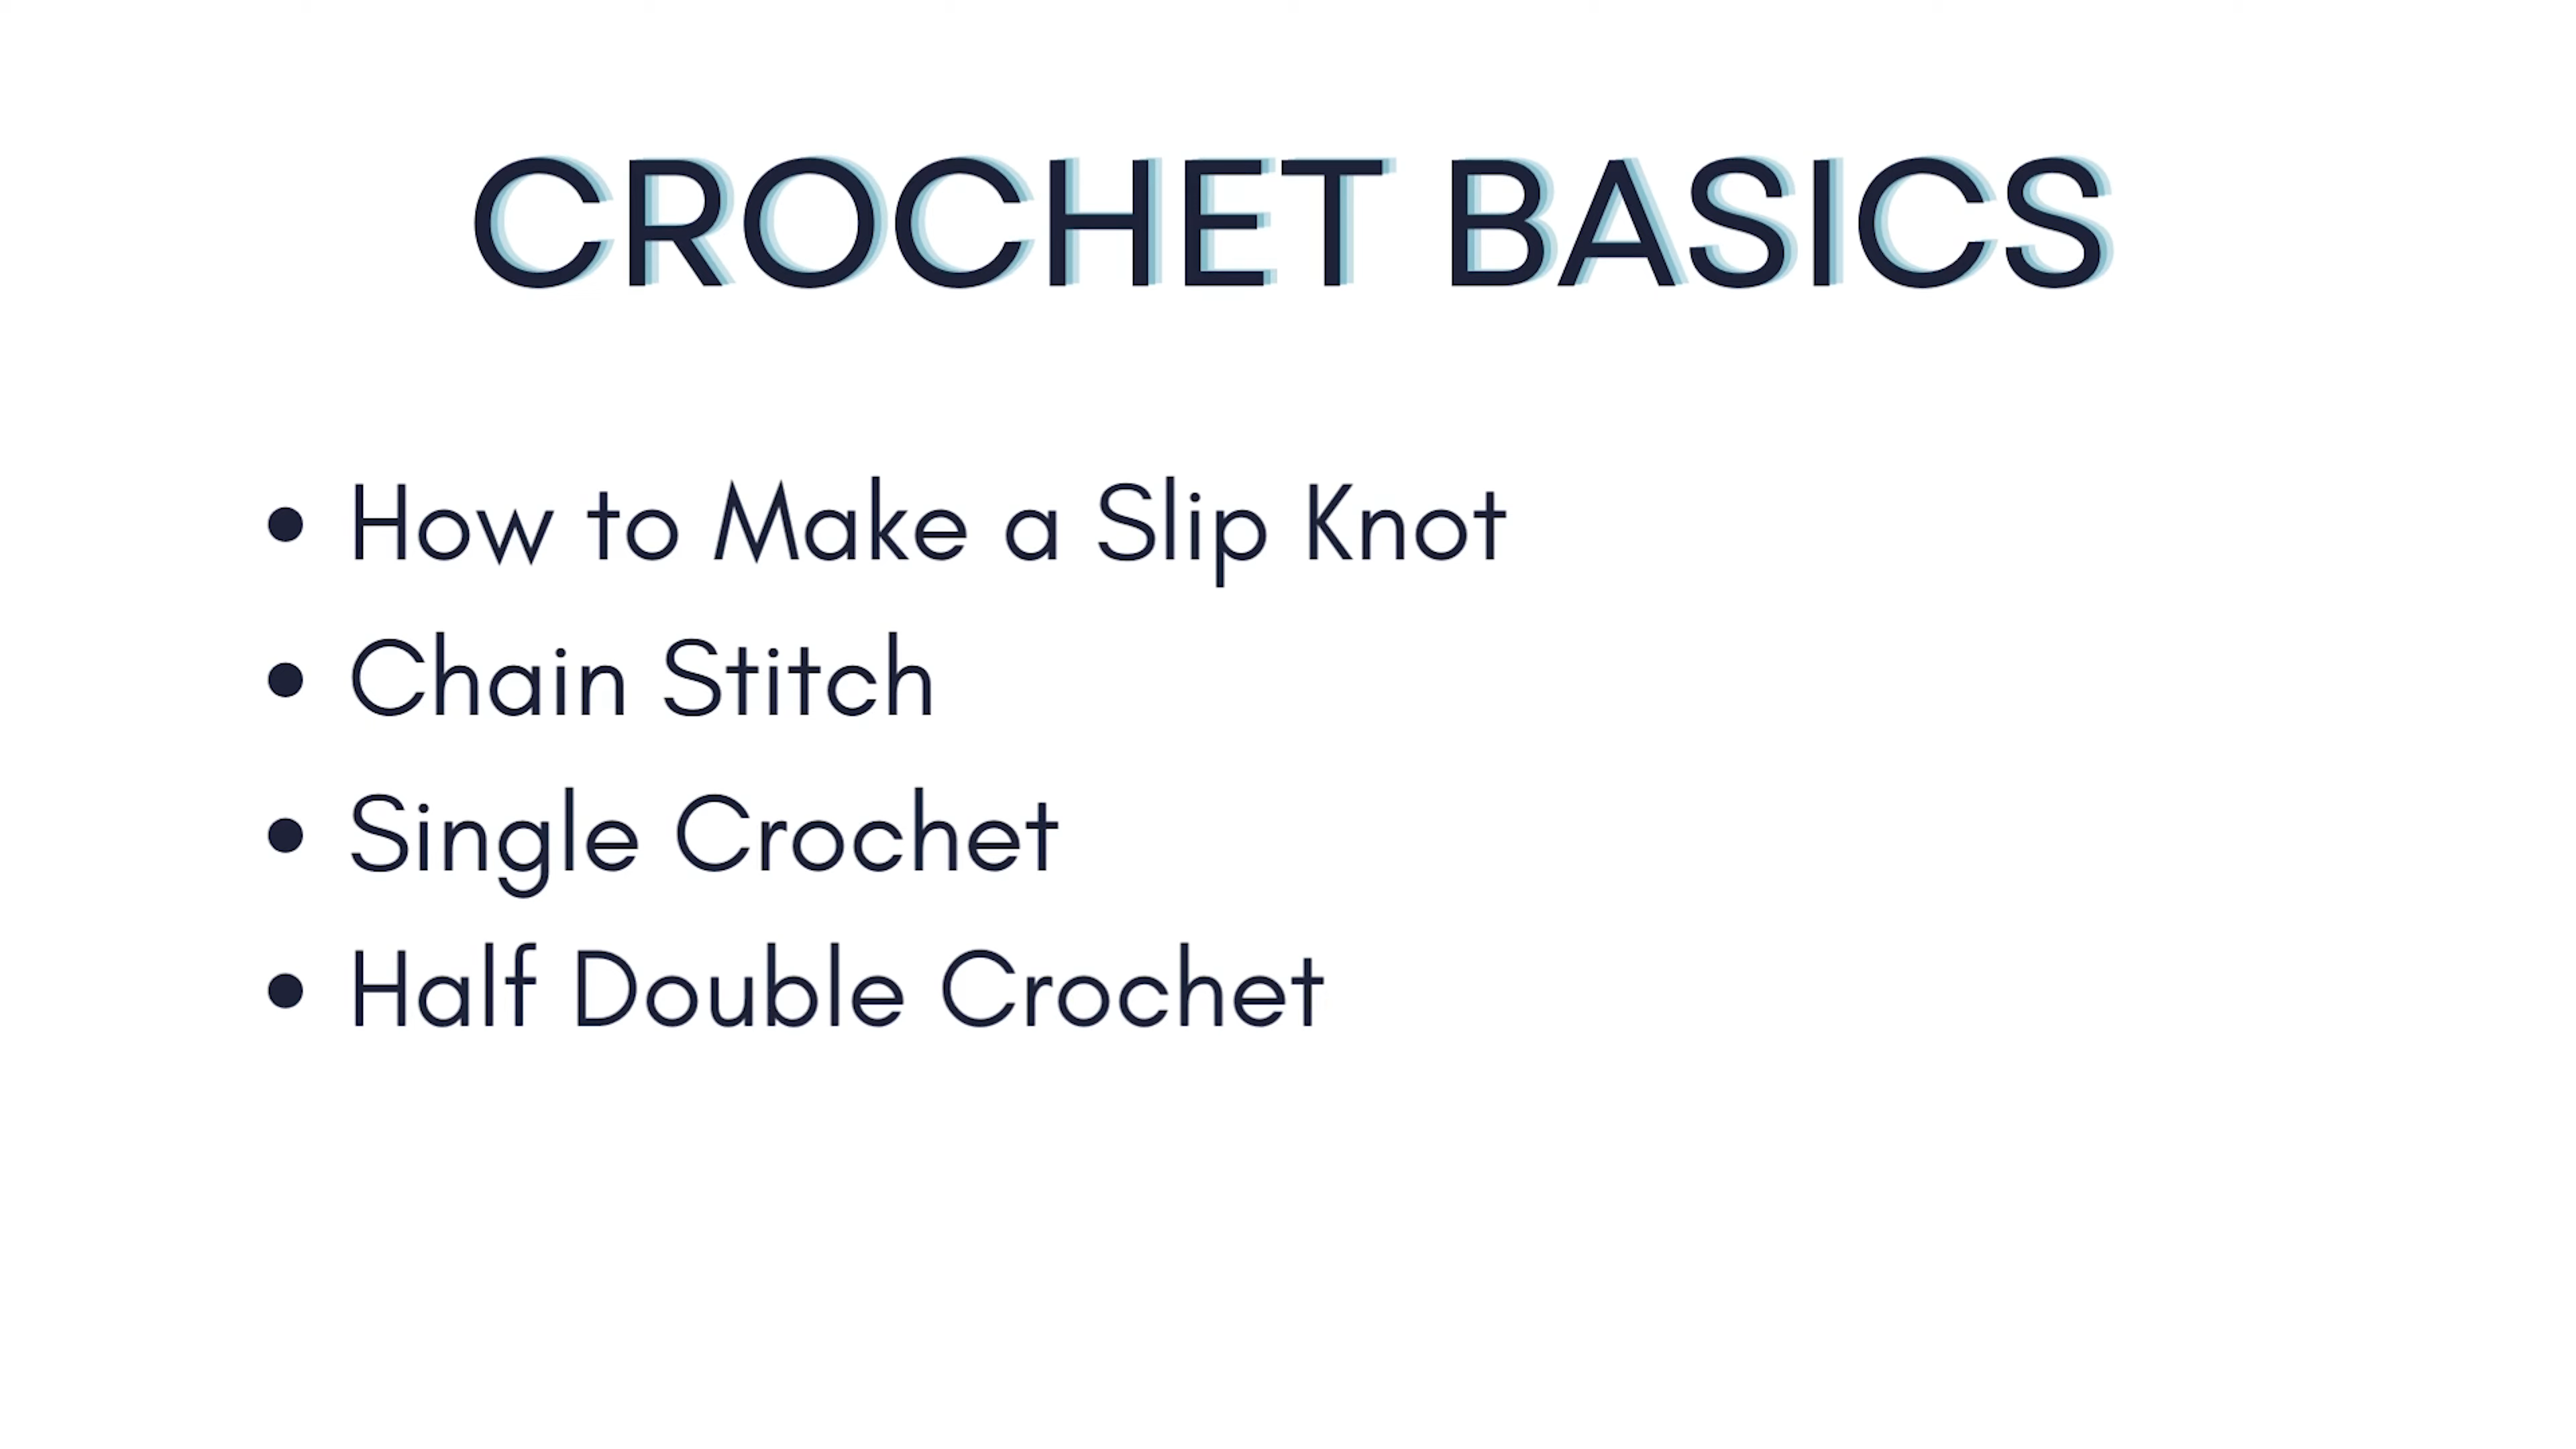 CROCHET BASICS
• How to Make a Slip Knot
• Chain Stitch
• Single Crochet
• Half Double Crochet